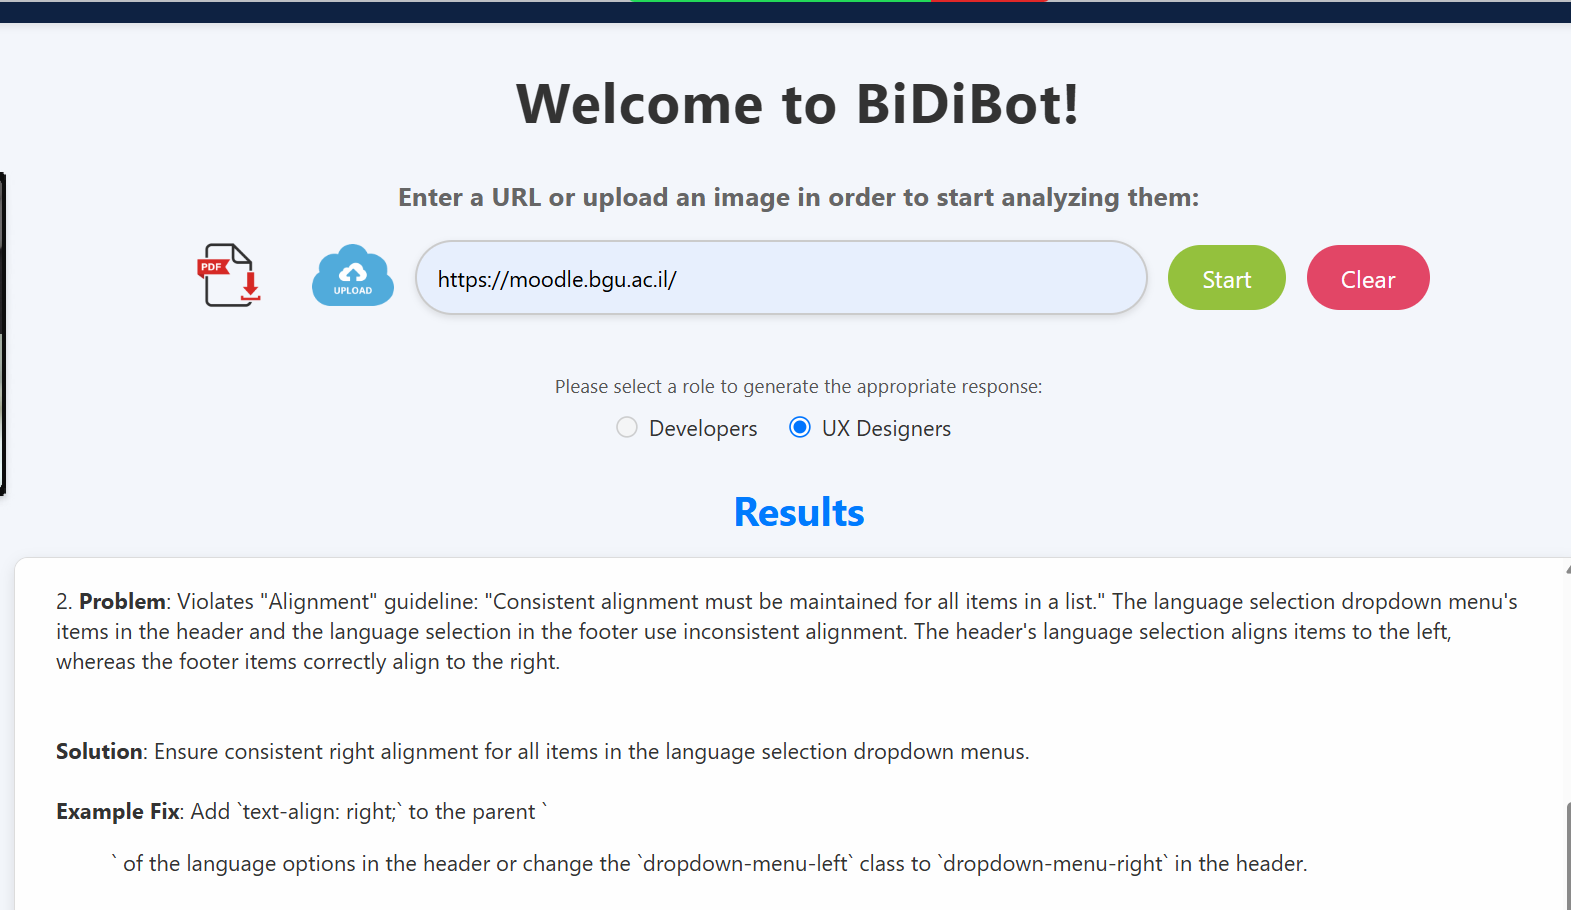 Welcome to BiDiBot!
Enter a URL or upload an image in order to start analyzing them:
PDF
UPLOAD
https://moodle.bgu.ac.il/
Start
Clear
Please select a role to generate the appropriate response:
Developers
UX Designers
Results
2. Problem: Violates "Alignment" guideline: "Consistent alignment must be maintained for all items in a list." The language selection dropdown menu's
items in the header and the language selection in the footer use inconsistent alignment. The header's language selection aligns items to the left,
whereas the footer items correctly align to the right.
Solution: Ensure consistent right alignment for all items in the language selection dropdown menus.
Example Fix: Add `text-align: right;` to the parent `
` of the language options in the header or change the `dropdown-menu-left` class to `dropdown-menu-right` in the header.